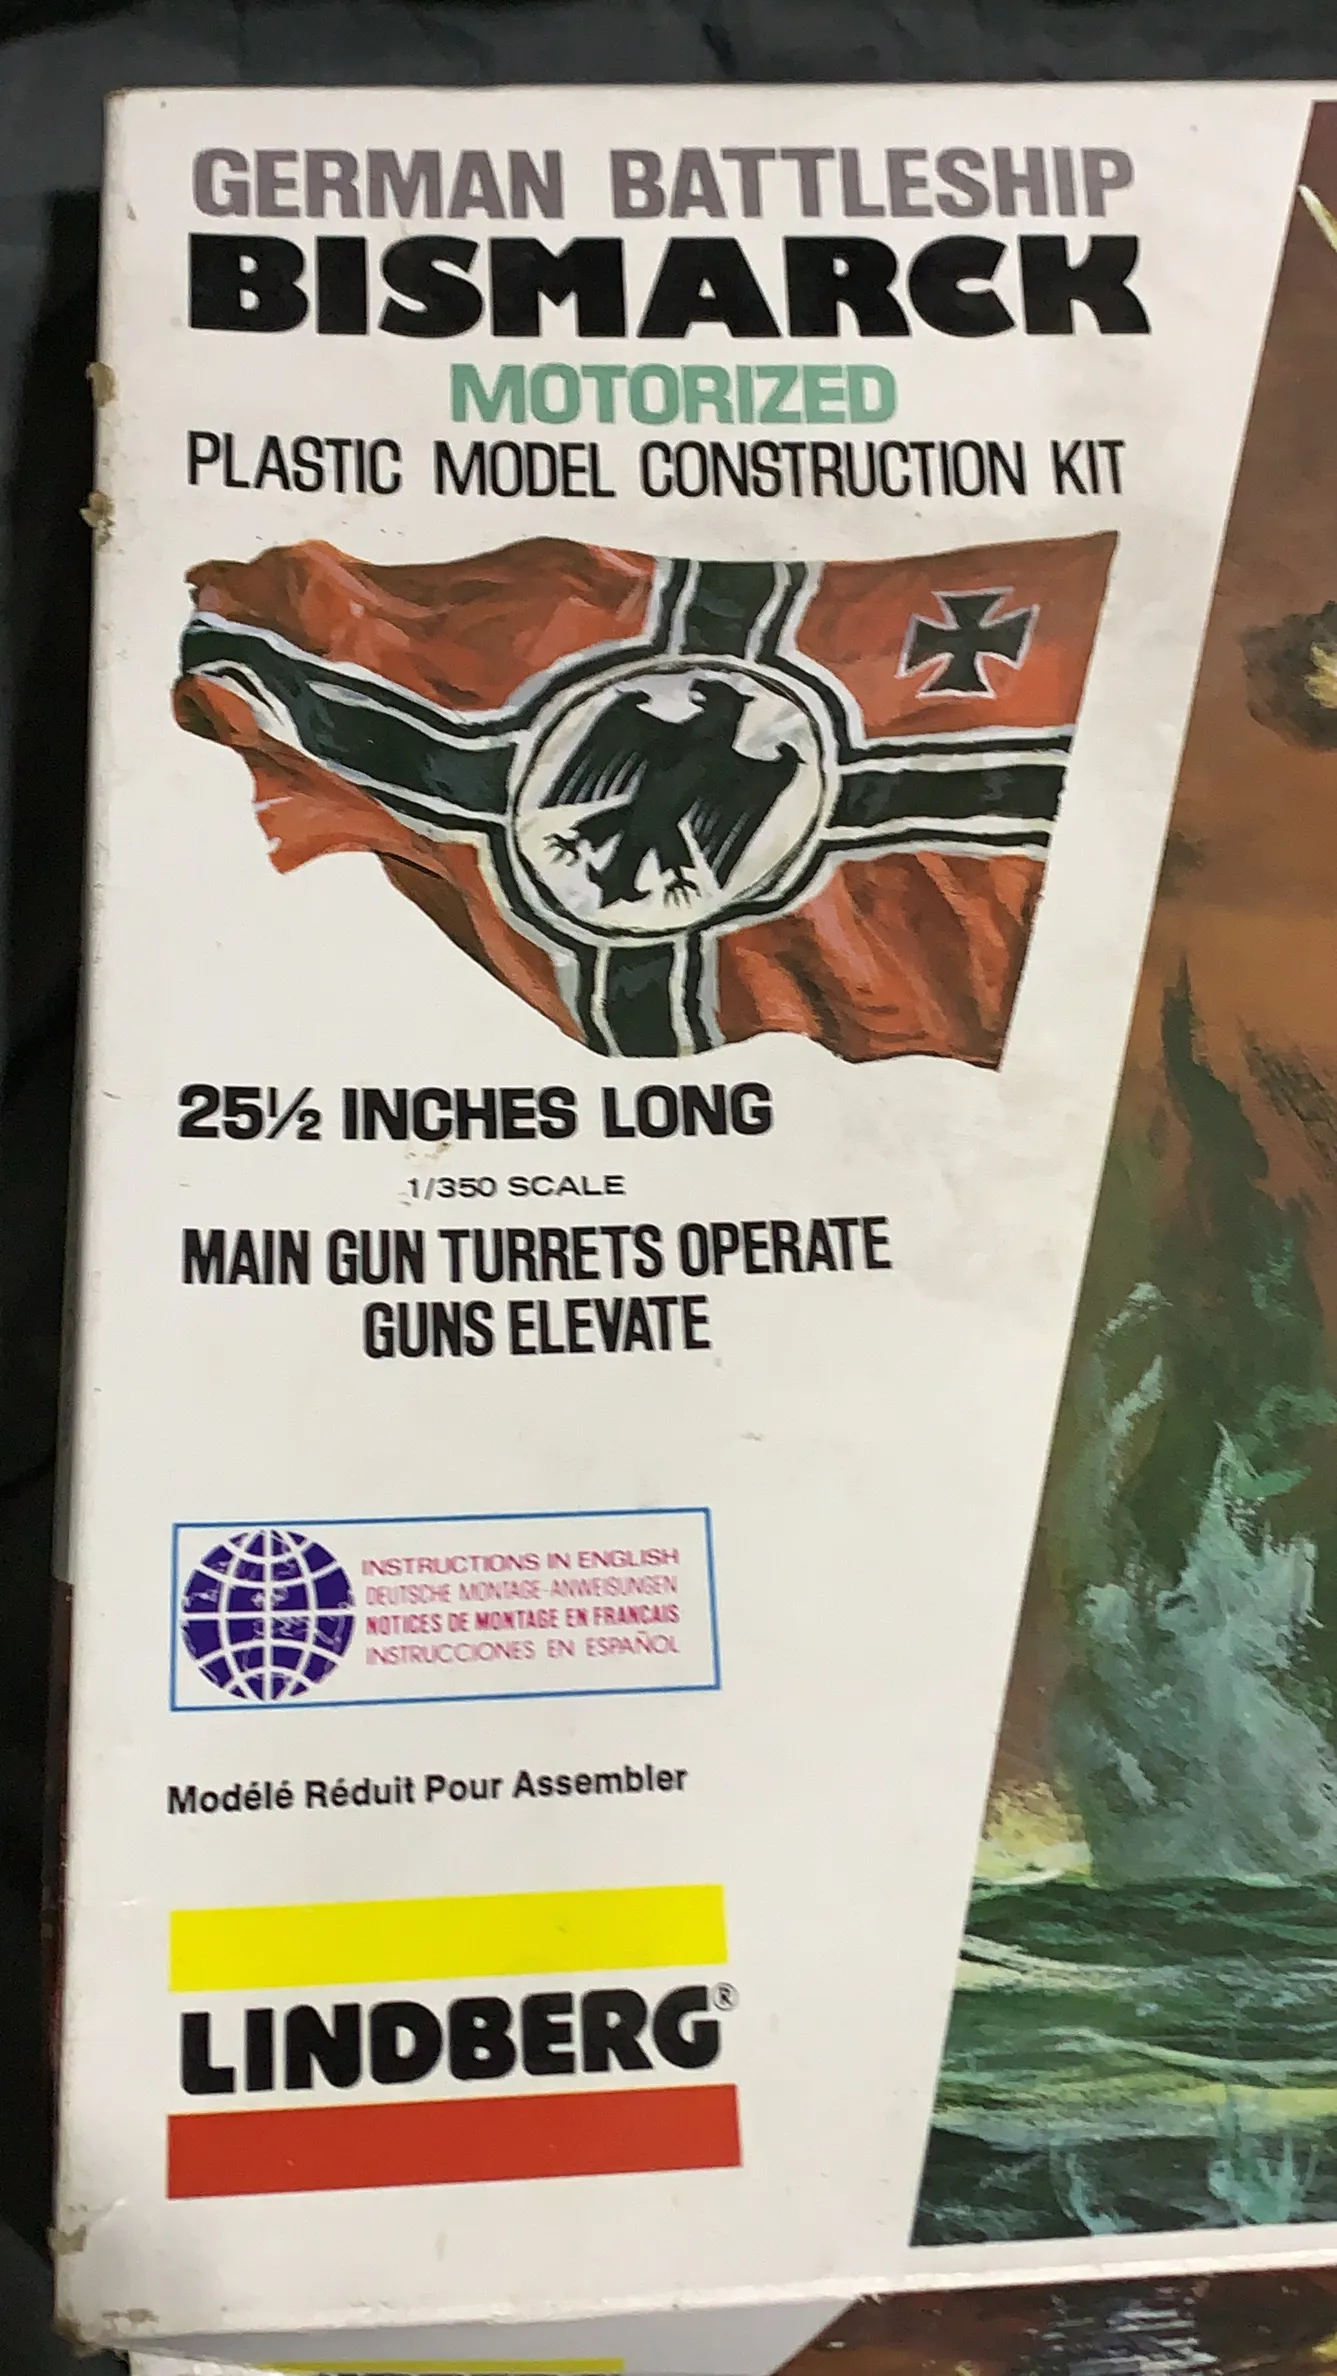 GERMAN BATTLESHIP
BISMARCK
MOTORIZED
PLASTIC MODEL CONSTRUCTION KIT
25½ INCHES LONG
1/350 SCALE
MAIN GUN TURRETS OPERATE
GUNS ELEVATE
INSTRUCTIONS IN ENGLISH
DEUTSCHE MONTAGE-ANWEISUNGEN
NOTICES DE MONTAGE EN FRANCAIS
INSTRUCCIONES EN ESPAÑOL
Modélé Réduit Pour Assembler
LINDBERG®